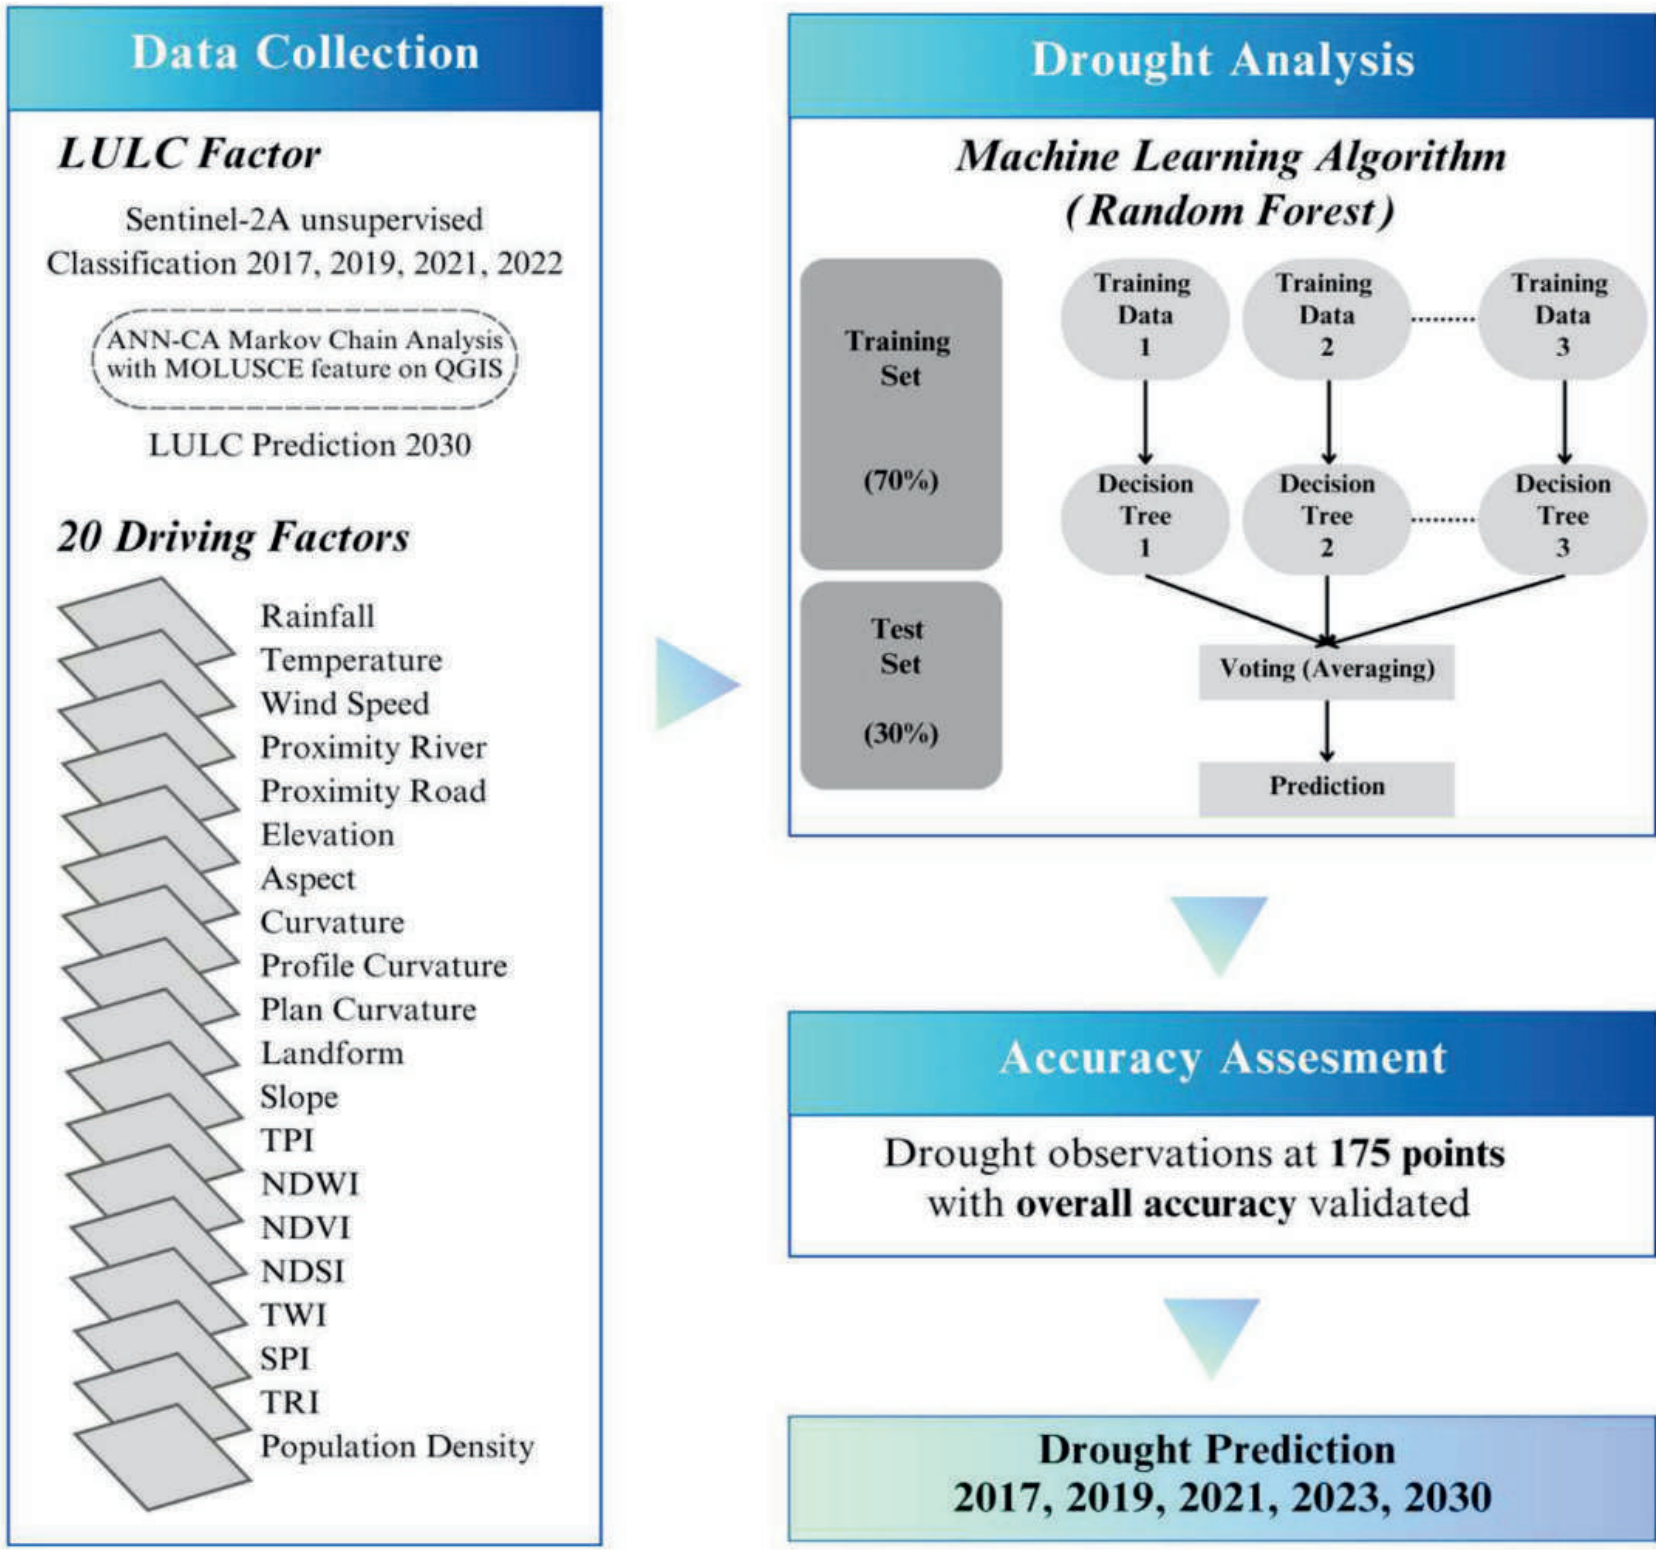 Data Collection
LULC Factor
Sentinel-2A unsupervised
Classification 2017, 2019, 2021, 2022
ANN-CA Markov Chain Analysis
with MOLUSCE feature on QGIS
LULC Prediction 2030
20 Driving Factors
Rainfall
Temperature
Wind Speed
Proximity River
Proximity Road
Elevation
Aspect
Curvature
Profile Curvature
Plan Curvature
Landform
Slope
TPI
NDWI
NDVI
NDSI
TWI
SPI
TRI
Population Density
Drought Analysis
Machine Learning Algorithm
(Random Forest)
Training
Set
(70%)
Test
Set
(30%)
Training
Data
1
Training
Data
2
Training
Data
3
Decision
Tree
1
Decision
Tree
2
Decision
Tree
3
Voting (Averaging)
Prediction
Accuracy Assesment
Drought observations at 175 points
with overall accuracy validated
Drought Prediction
2017, 2019, 2021, 2023, 2030